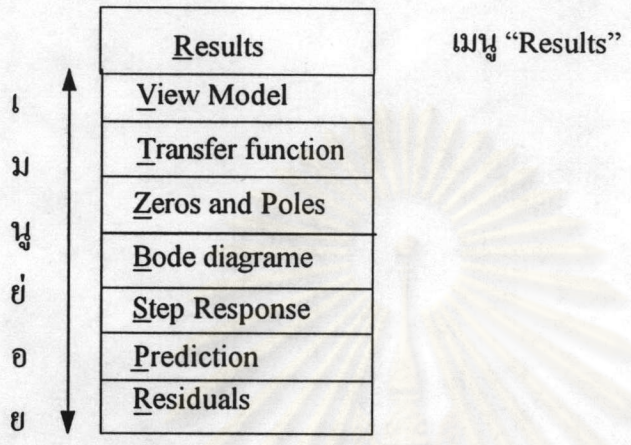 Results
เมนู “Results”
View Model
Transfer function
Zeros and Poles
Bode diagrame
Step Response
Prediction
Residuals
เมนูย่อย